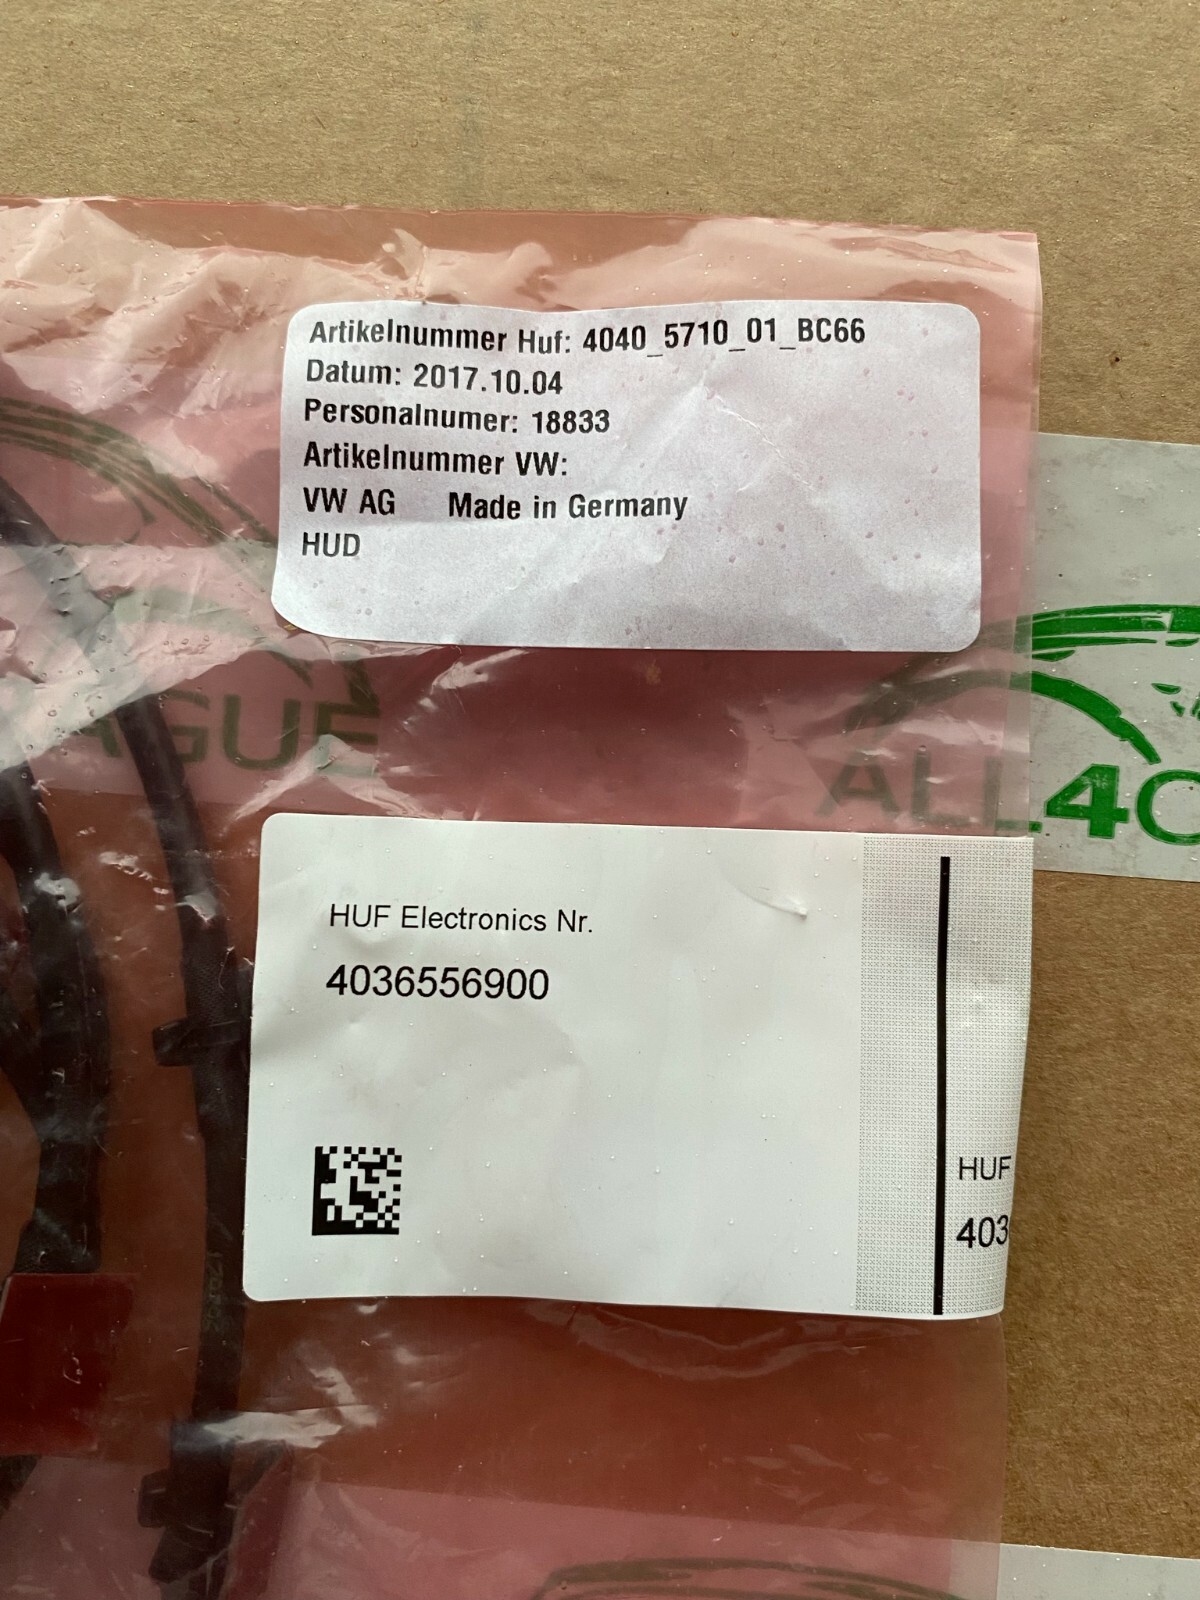 Artikelnummer Huf: 4040_5710_01_BC66
Datum: 2017.10.04
Personalnumer: 18833
Artikelnummer VW:
VW AG Made in Germany
HUD
AGUE
ALL4C
HUF Electronics Nr.
4036556900
HUF
403